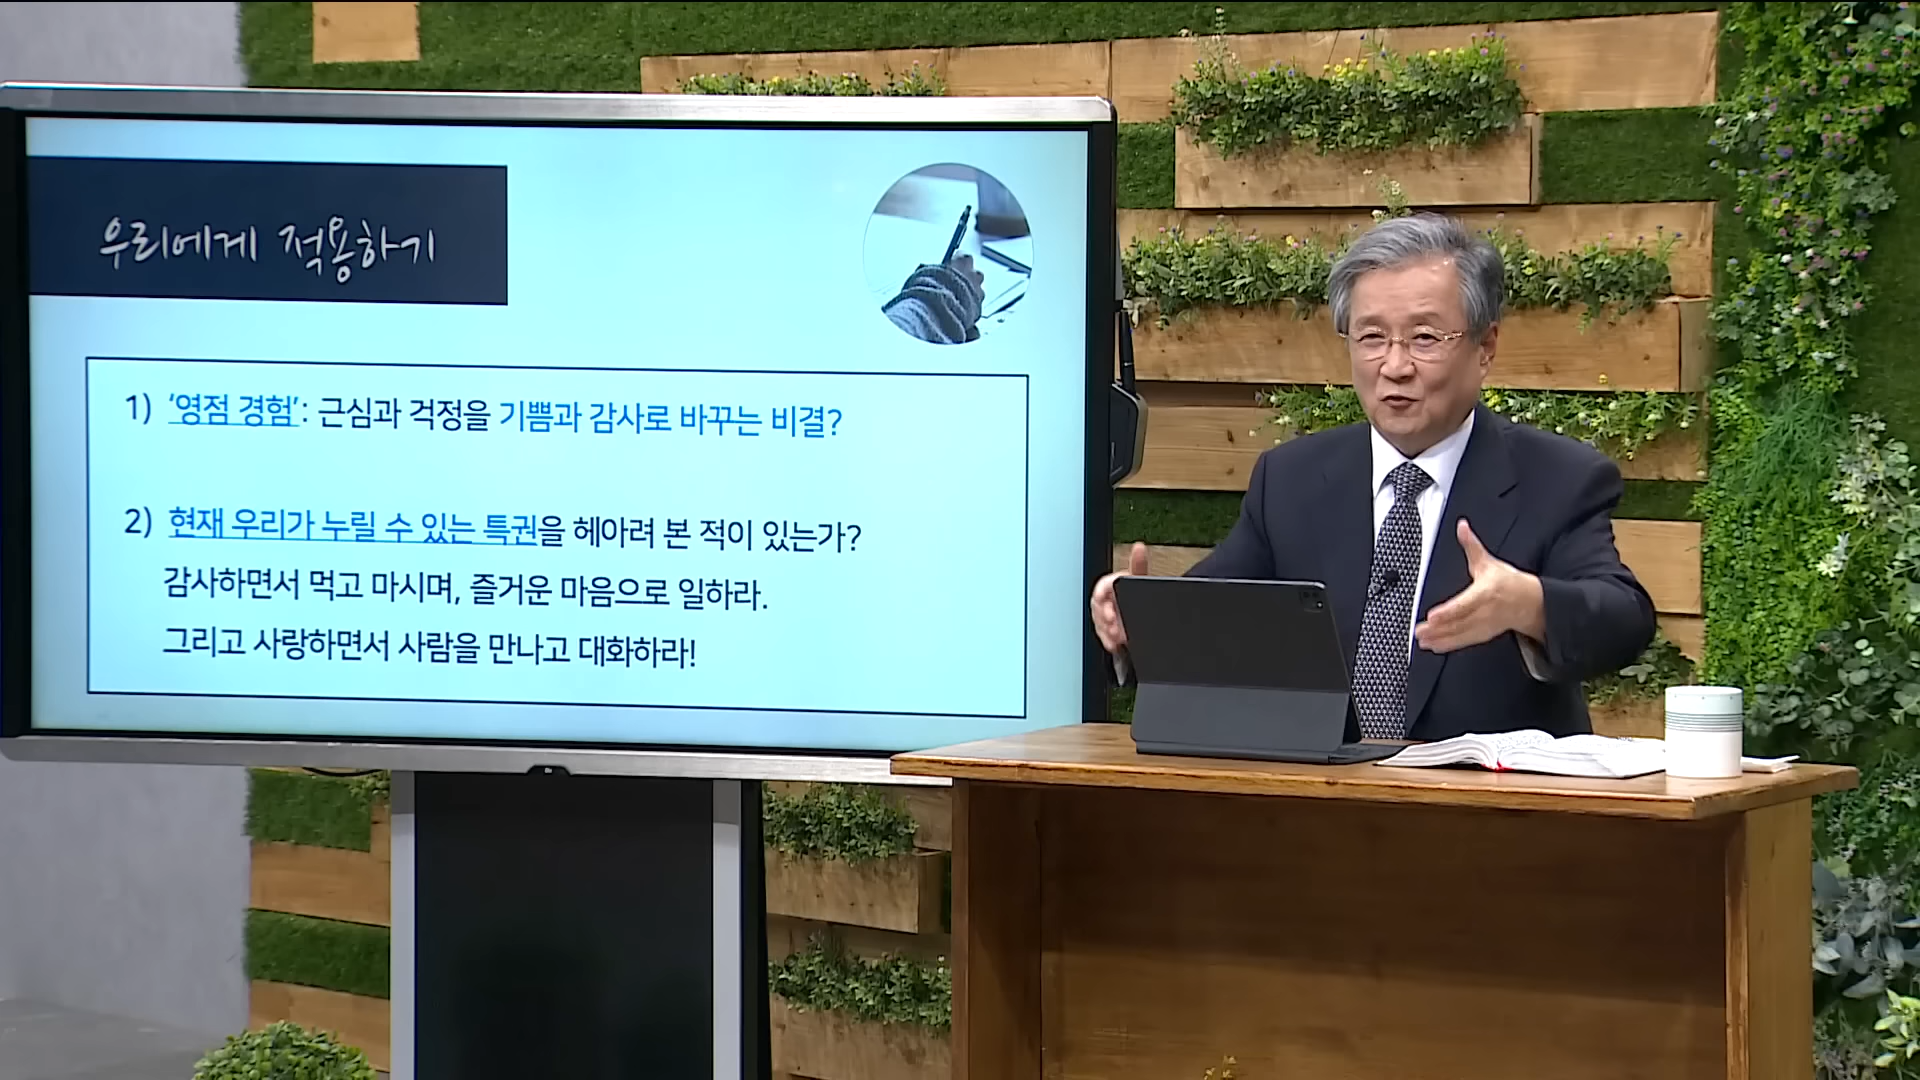 우리에게 적용하기
1) ‘영점 경험’: 근심과 걱정을 기쁨과 감사로 바꾸는 비결?
2) 현재 우리가 누릴 수 있는 특권을 헤아려 본 적이 있는가?
감사하면서 먹고 마시며, 즐거운 마음으로 일하라.
그리고 사랑하면서 사람을 만나고 대화하라!